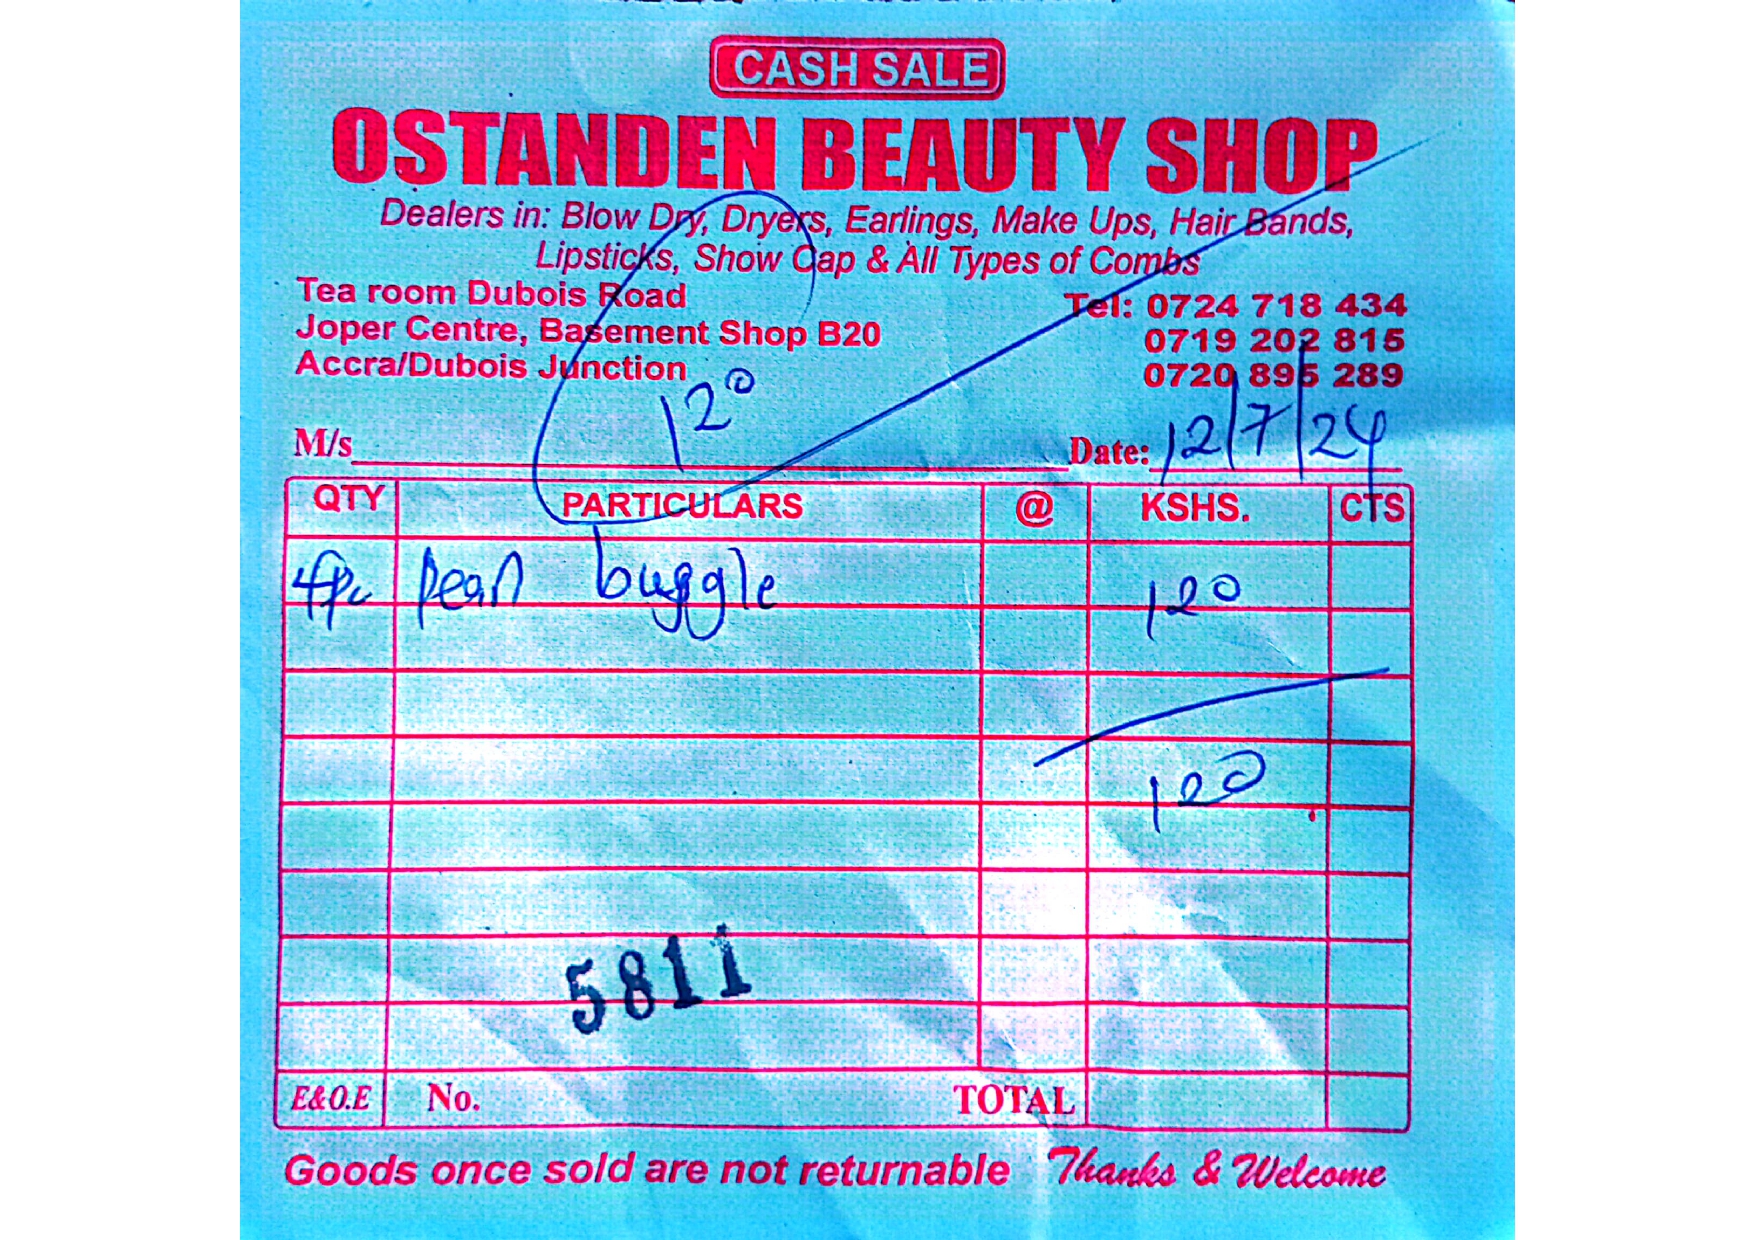 CASH SALE
OSTANDEN BEAUTY SHOP
Dealers in: Blow Dry, Dryers, Earlings, Make Ups, Hair Bands,
Lipsticks, Show Cap & All Types of Combs
Tea room Dubois Road
Joper Centre, Basement Shop B20
Accra/Dubois Junction
Tel: 0724 718 434
0719 202 815
0720 895 289
120
M/s
Date: 12/7/24
QTY PARTICULARS @ KSHS. CTS
4pc pearl buggle 120
120
5811
E&O.E No. TOTAL
Goods once sold are not returnable Thanks & Welcome